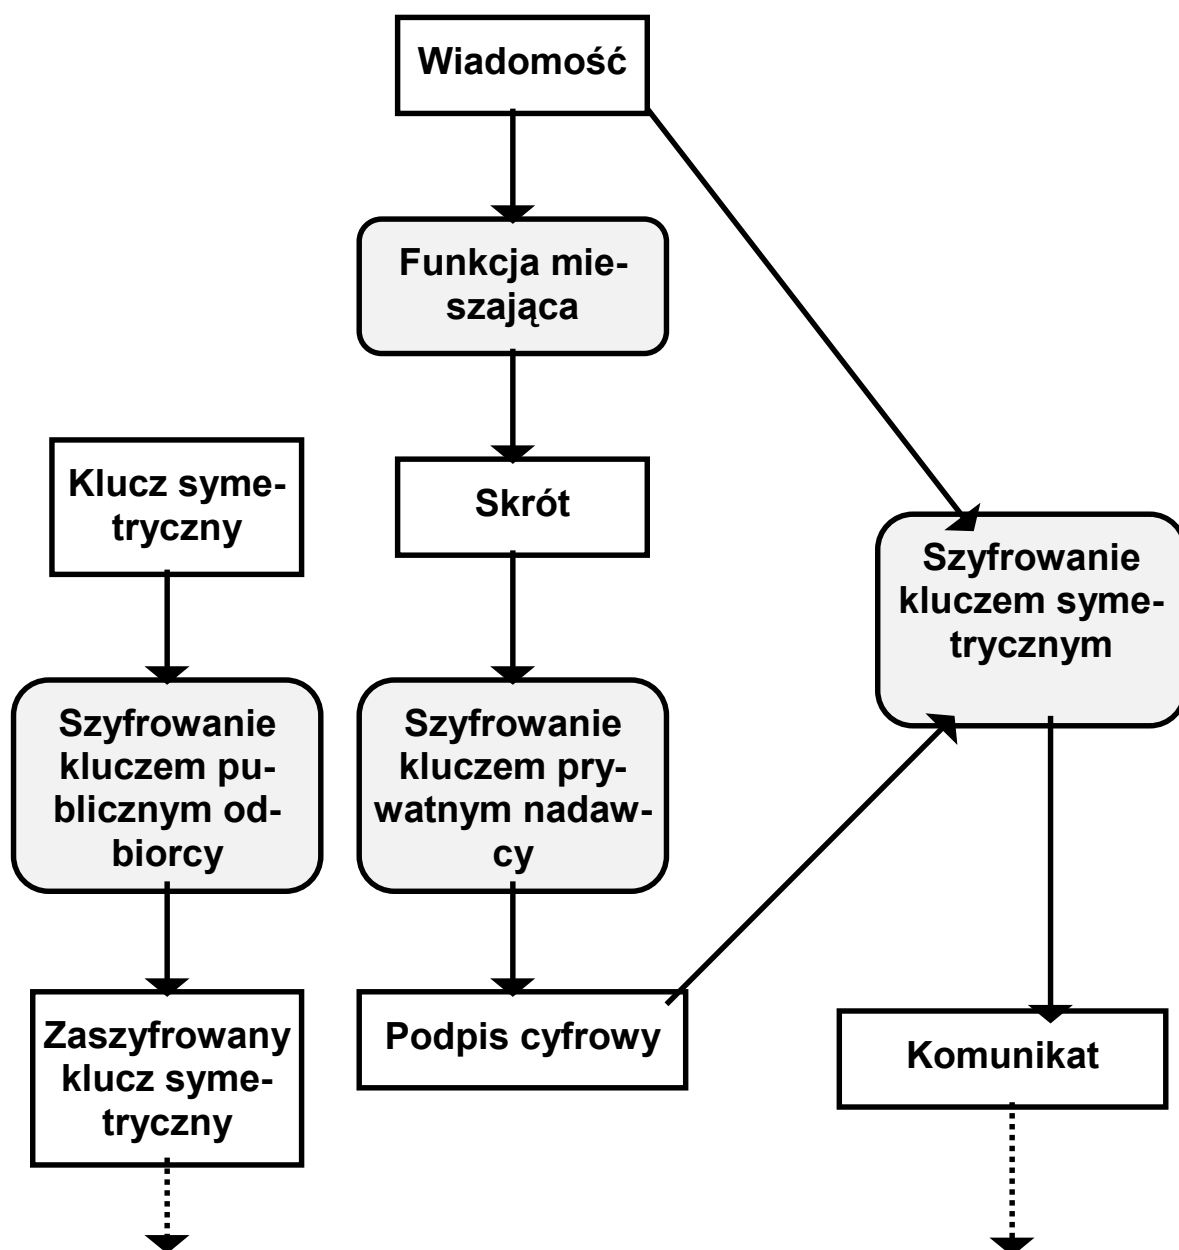 Wiadomość
Funkcja mie-
szająca
Klucz syme-
tryczny
Skrót
Szyfrowanie
kluczem syme-
trycznym
Szyfrowanie
kluczem pu-
blicznym od-
biorcy
Szyfrowanie
kluczem pry-
watnym nadaw-
cy
Zaszyfrowany
klucz syme-
tryczny
Podpis cyfrowy
Komunikat